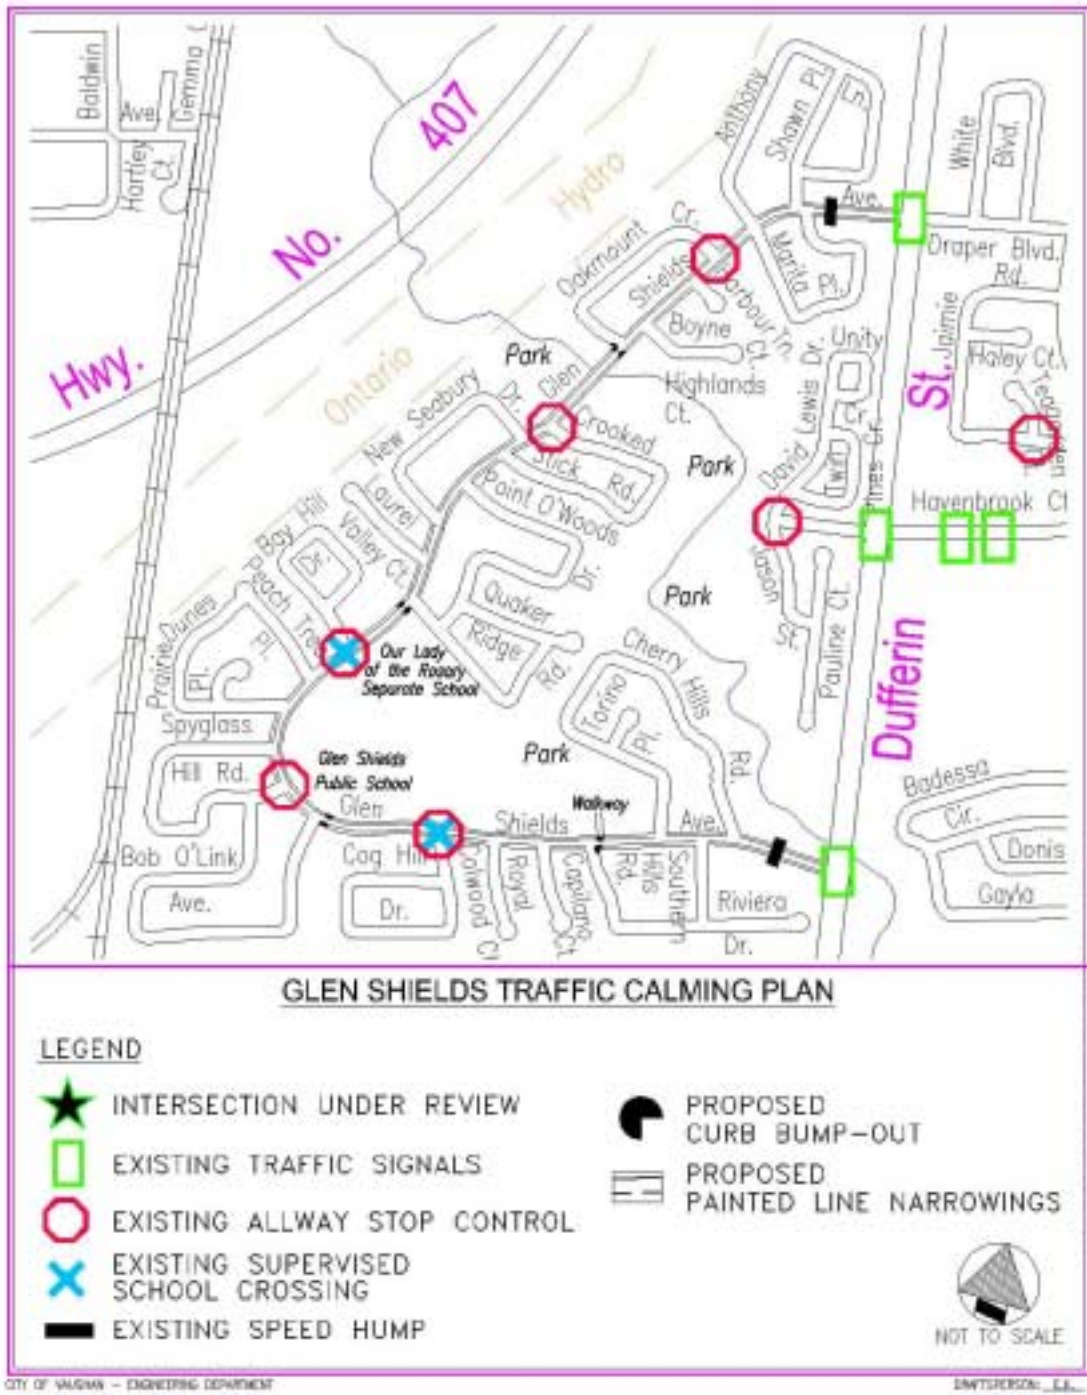 Baldwin
Ave.
Gemma C
Hartley
Ct.
Hwy.
No.
407
Ontario
Hydro
Anthony
Shawn Pl.
St.
Ave.
White
Blvd.
Draper Blvd.
Rd.
Cr.
Oakmount
Shields
Marita
Pl.
Boyne
Ct.
arbour Tn.
Highlands
Ct.
Park
Glen
Dr.
New Seabury
Crooked
Stick
Rd.
Point O'Woods
Dr.
Park
Unity
David Lewis Dr.
Cr.
Twin
Pines Cr.
St.
Jaimie
Haley Ct.
Havenbrook Ct
Laurel
Valley Ct.
Bay Hill
Dr.
Peach Tree
Prairie Dunes
Pl.
Pl.
Quaker
Ridge
Rd.
Jason
St.
Pauline Ct.
Park
Our Lady
of the Rosary
Separate School
Cherry
Hills
Rd.
Torino
Pl.
Park
Dufferin
Spyglass
Hill Rd.
Glen Shields
Public School
Glen
Shields
Walkway
Ave.
Badessa
Cir.
Donis
Gayla
Bob O'Link
Ave.
Cog Hill
Dr.
Colwood Ct
Royal
Capilano
Ct.
Rd.
Hills
Southern
Riviera
Dr.
GLEN SHIELDS TRAFFIC CALMING PLAN
LEGEND
INTERSECTION UNDER REVIEW
EXISTING TRAFFIC SIGNALS
EXISTING ALLWAY STOP CONTROL
EXISTING SUPERVISED
SCHOOL CROSSING
EXISTING SPEED HUMP
PROPOSED
CURB BUMP-OUT
PROPOSED
PAINTED LINE NARROWINGS
NOT TO SCALE
CITY OF VAUGHAN - ENGINEERING DEPARTMENT
DRAFTSPERSON: